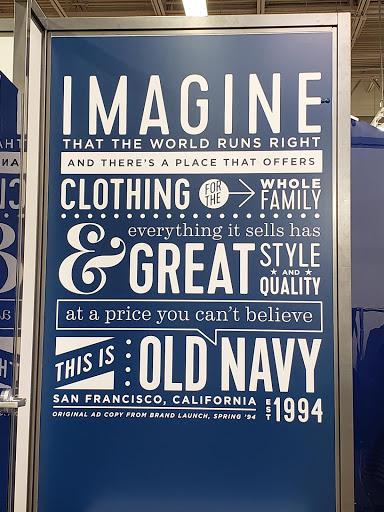 IMAGINE
THAT THE WORLD RUNS RIGHT
AND THERE'S A PLACE THAT OFFERS
CLOTHING FOR THE WHOLE FAMILY
everything it sells has
& GREAT STYLE AND QUALITY
at a price you can't believe
THIS IS: OLD NAVY
SAN FRANCISCO, CALIFORNIA EST 1994
ORIGINAL AD COPY FROM BRAND LAUNCH, SPRING '94